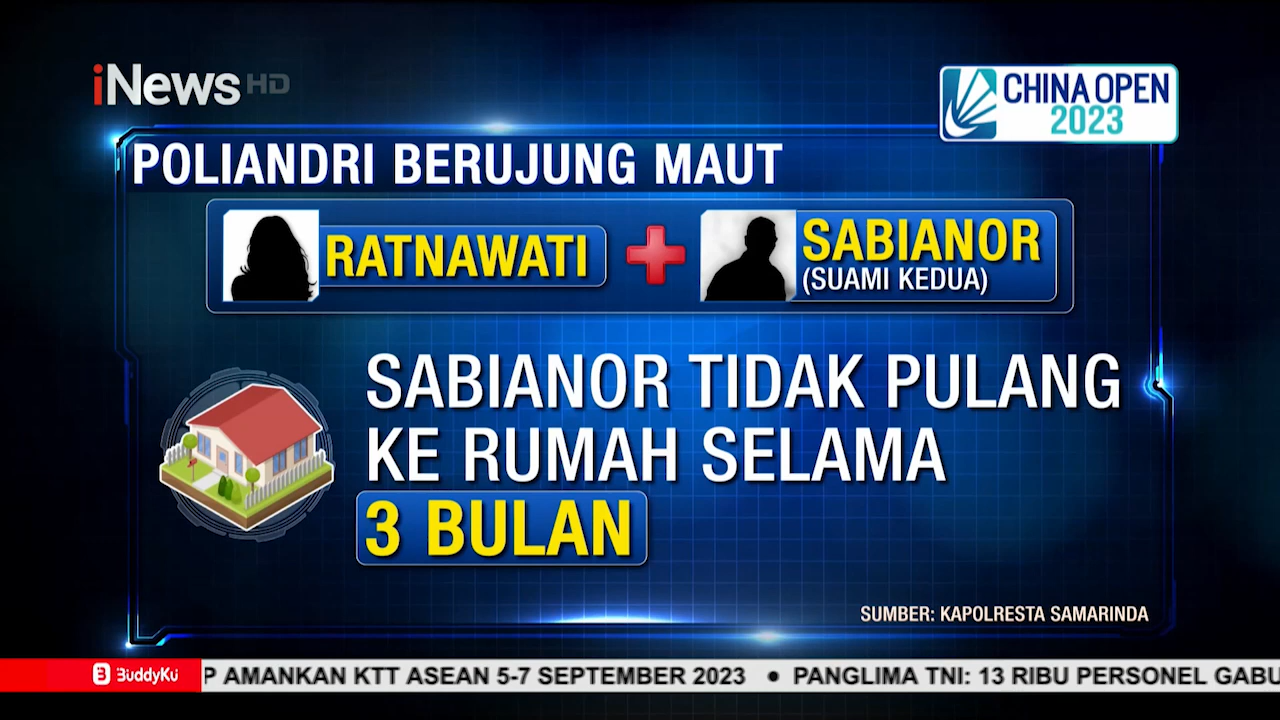 iNews HD
CHINA OPEN
2023
POLIANDRI BERUJUNG MAUT
RATNAWATI
SABIANOR
(SUAMI KEDUA)
SABIANOR TIDAK PULANG
KE RUMAH SELAMA
3 BULAN
SUMBER: KAPOLRESTA SAMARINDA
BuddyKu
P AMANKAN KTT ASEAN 5-7 SEPTEMBER 2023 • PANGLIMA TNI: 13 RIBU PERSONEL GABU